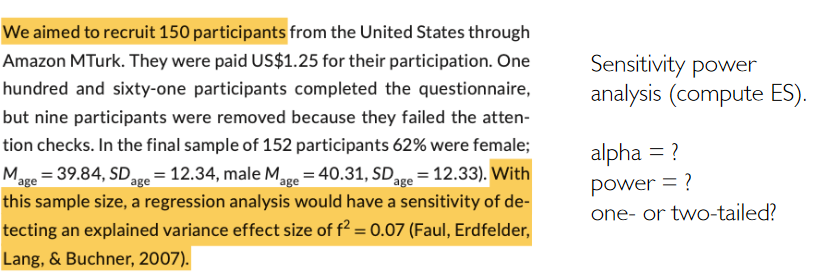 We aimed to recruit 150 participants from the United States through
Amazon MTurk. They were paid US$1.25 for their participation. One
hundred and sixty-one participants completed the questionnaire,
but nine participants were removed because they failed the atten-
tion checks. In the final sample of 152 participants 62% were female;
Mage = 39.84, SDage = 12.34, male Mage = 40.31, SDage = 12.33). With
this sample size, a regression analysis would have a sensitivity of de-
tecting an explained variance effect size of f² = 0.07 (Faul, Erdfelder,
Lang, & Buchner, 2007).
Sensitivity power
analysis (compute ES).
alpha = ?
power = ?
one- or two-tailed?